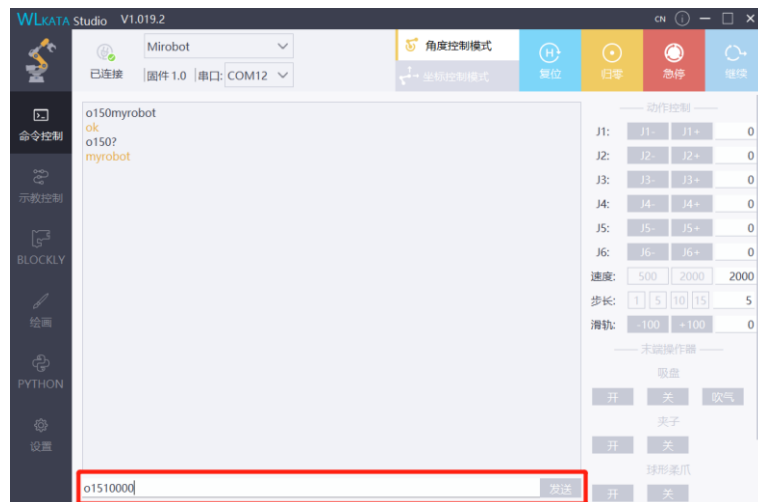 WLKATA Studio V1.019.2
CN
Mirobot
已连接
固件1.0 串口: COM12
角度控制模式
坐标控制模式
复位
归零
急停
继续
命令控制
示教控制
BLOCKLY
绘画
PYTHON
设置
o150myrobot
ok
o150?
myrobot
o1510000
发送
动作控制
J1: J1- J1+ 0
J2: J2- J2+ 0
J3: J3- J3+ 0
J4: J4- J4+ 0
J5: J5- J5+ 0
J6: J6- J6+ 0
速度: 500 2000 2000
步长: 1 5 10 15 5
滑轨: -100 +100 0
末端操作器
吸盘
开 关 吹气
夹子
开 关
球形柔爪
开 关